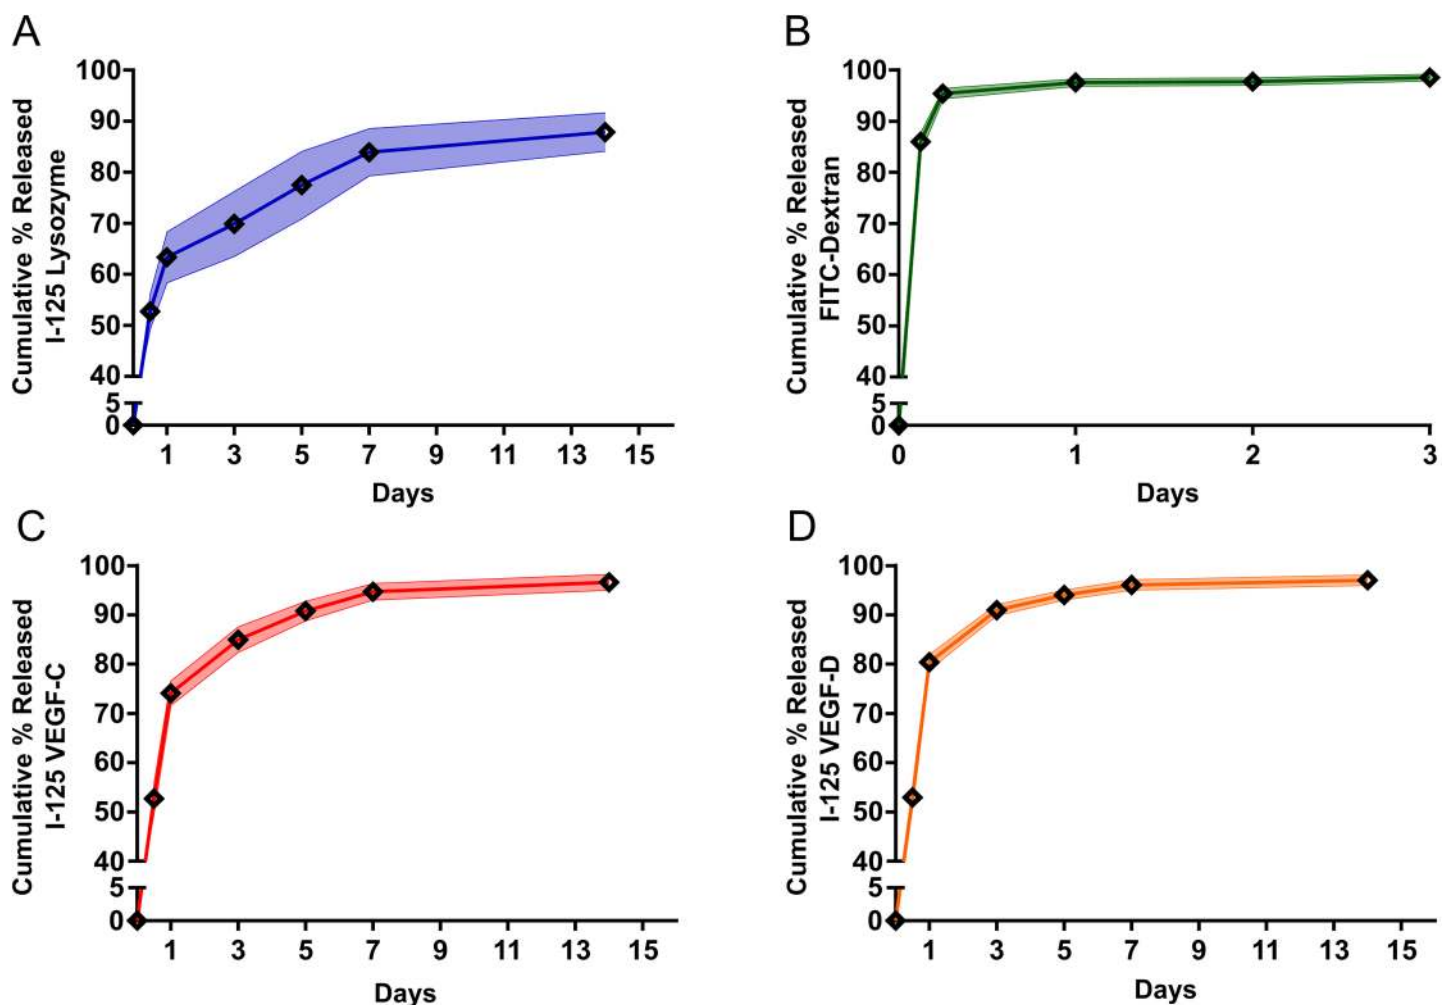 A
Cumulative % Released
I-125 Lysozyme
100
90
80
70
60
50
40
5
0
1 3 5 7 9 11 13 15
Days
B
Cumulative % Released
FITC-Dextran
100
90
80
70
60
50
40
5
0
0 1 2 3
Days
C
Cumulative % Released
I-125 VEGF-C
100
90
80
70
60
50
40
5
0
1 3 5 7 9 11 13 15
Days
D
Cumulative % Released
I-125 VEGF-D
100
90
80
70
60
50
40
5
0
1 3 5 7 9 11 13 15
Days